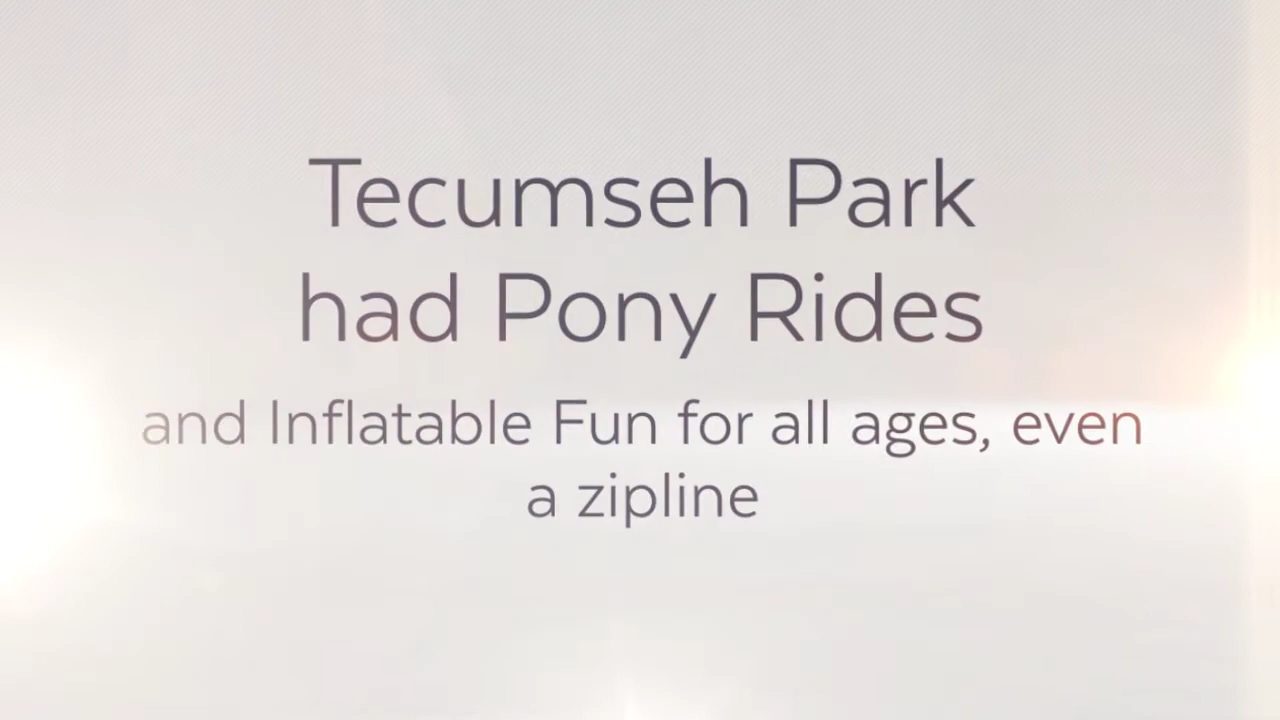 Tecumseh Park
had Pony Rides
and Inflatable Fun for all ages, even
a zipline